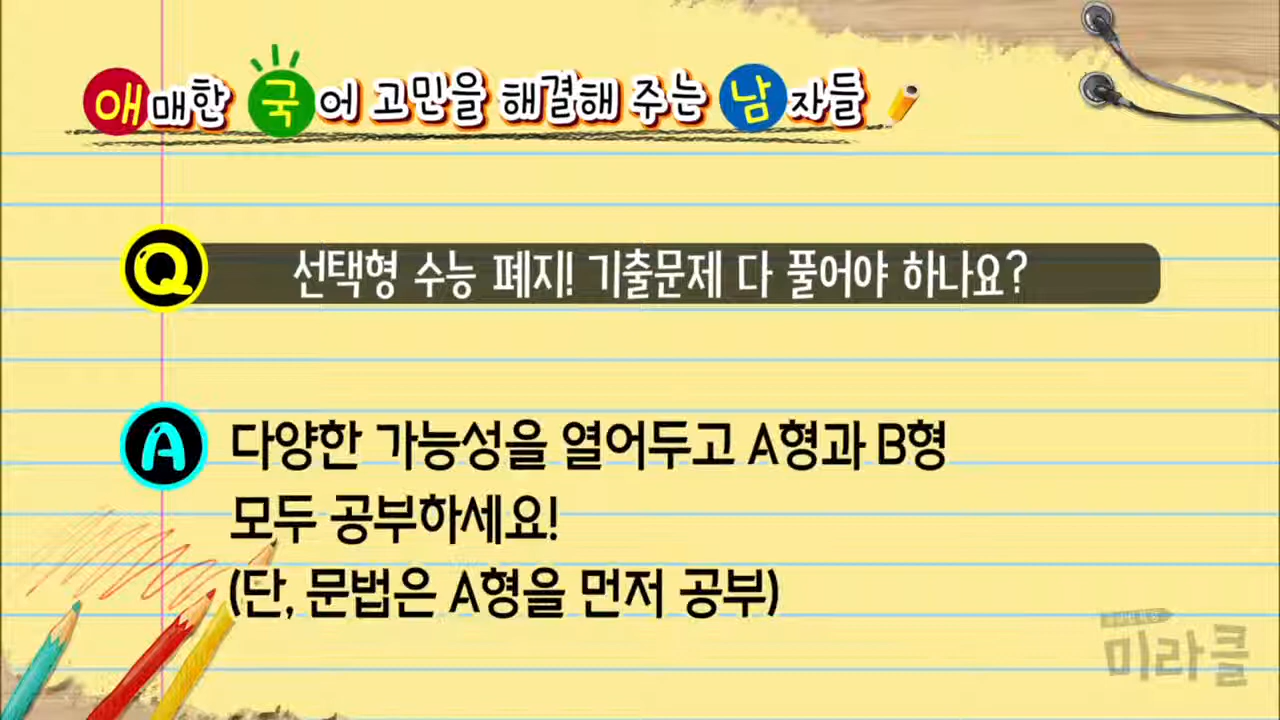 애매한 국어 고민을 해결해 주는 남자들
Q 선택형 수능 폐지! 기출문제 다 풀어야 하나요?
A 다양한 가능성을 열어두고 A형과 B형
모두 공부하세요!
(단, 문법은 A형을 먼저 공부)
미라클